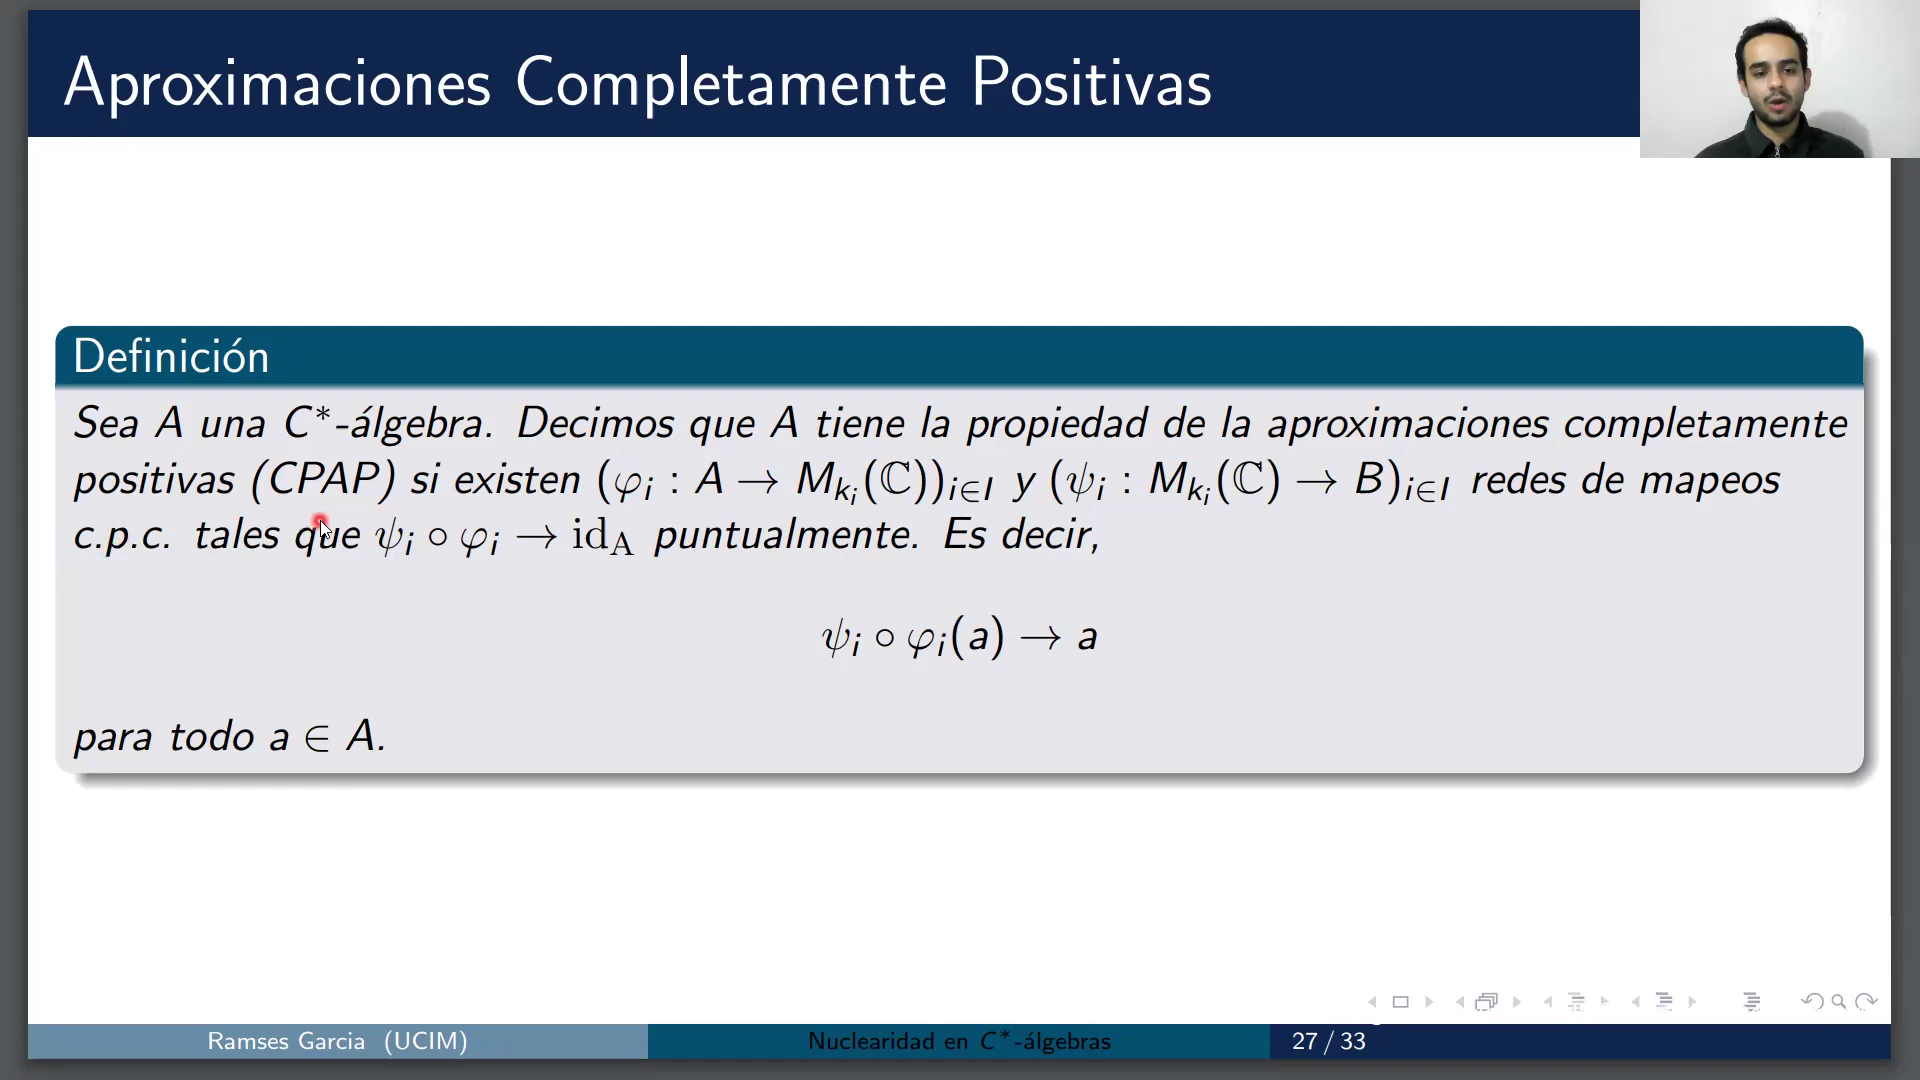 Aproximaciones Completamente Positivas
Definición
Sea A una C*-álgebra. Decimos que A tiene la propiedad de la aproximaciones completamente
positivas (CPAP) si existen (φᵢ : A → M_{kᵢ}(ℂ))_{i∈I} y (ψᵢ : M_{kᵢ}(ℂ) → B)_{i∈I} redes de mapeos
c.p.c. tales que ψᵢ ∘ φᵢ → id_A puntualmente. Es decir,
ψᵢ ∘ φᵢ(a) → a
para todo a ∈ A.
Ramses Garcia (UCIM)
Nuclearidad en C*-álgebras
27 / 33